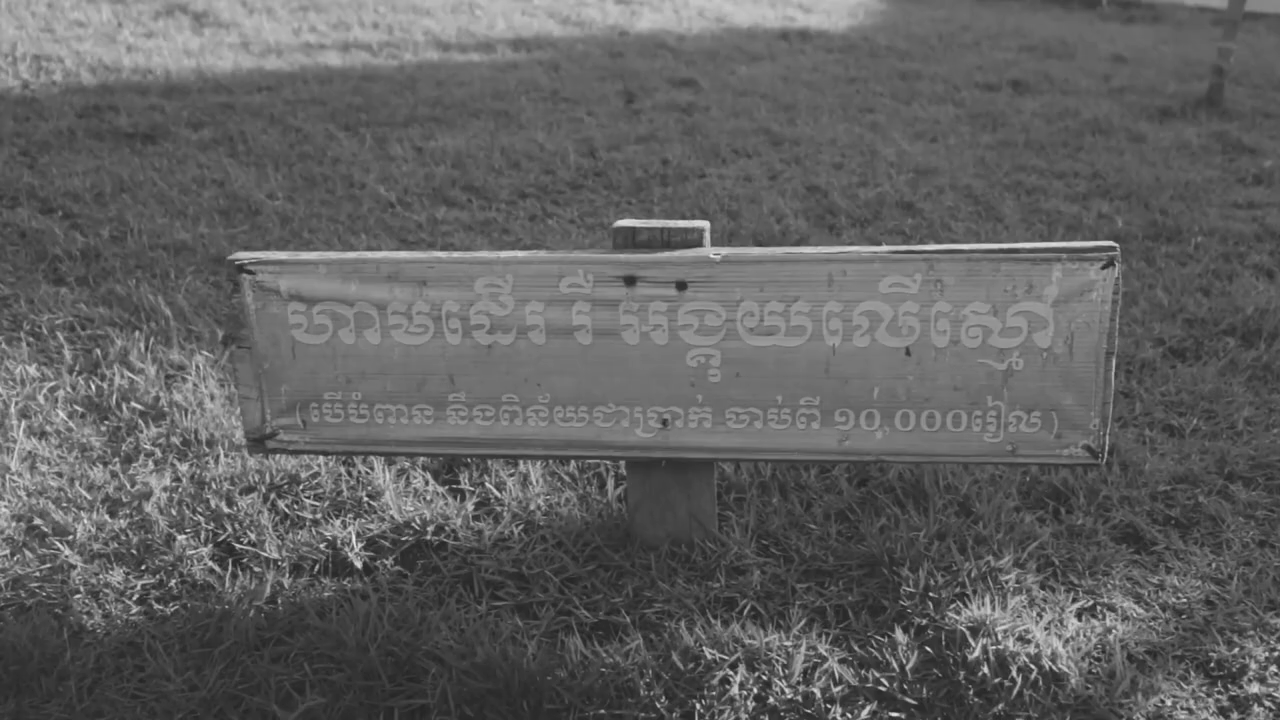 ហាមដើរ រឺ អង្គុយលើស្មៅ
(បើបំពាន នឹងពិន័យជាប្រាក់ ចាប់ពី ១០,០០០រៀល)